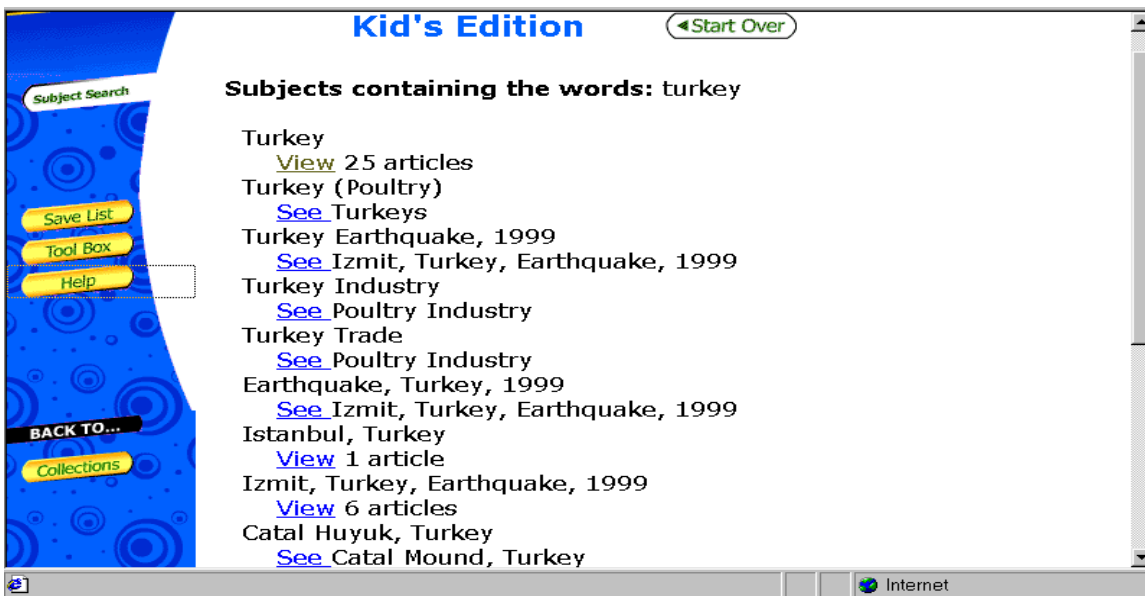 Kid's Edition
Start Over
Subject Search
Subjects containing the words: turkey
Turkey
View 25 articles
Turkey (Poultry)
See Turkeys
Turkey Earthquake, 1999
See Izmit, Turkey, Earthquake, 1999
Turkey Industry
See Poultry Industry
Turkey Trade
See Poultry Industry
Earthquake, Turkey, 1999
See Izmit, Turkey, Earthquake, 1999
Istanbul, Turkey
View 1 article
Izmit, Turkey, Earthquake, 1999
View 6 articles
Catal Huyuk, Turkey
See Catal Mound, Turkey
Save List
Tool Box
Help
BACK TO...
Collections
Internet